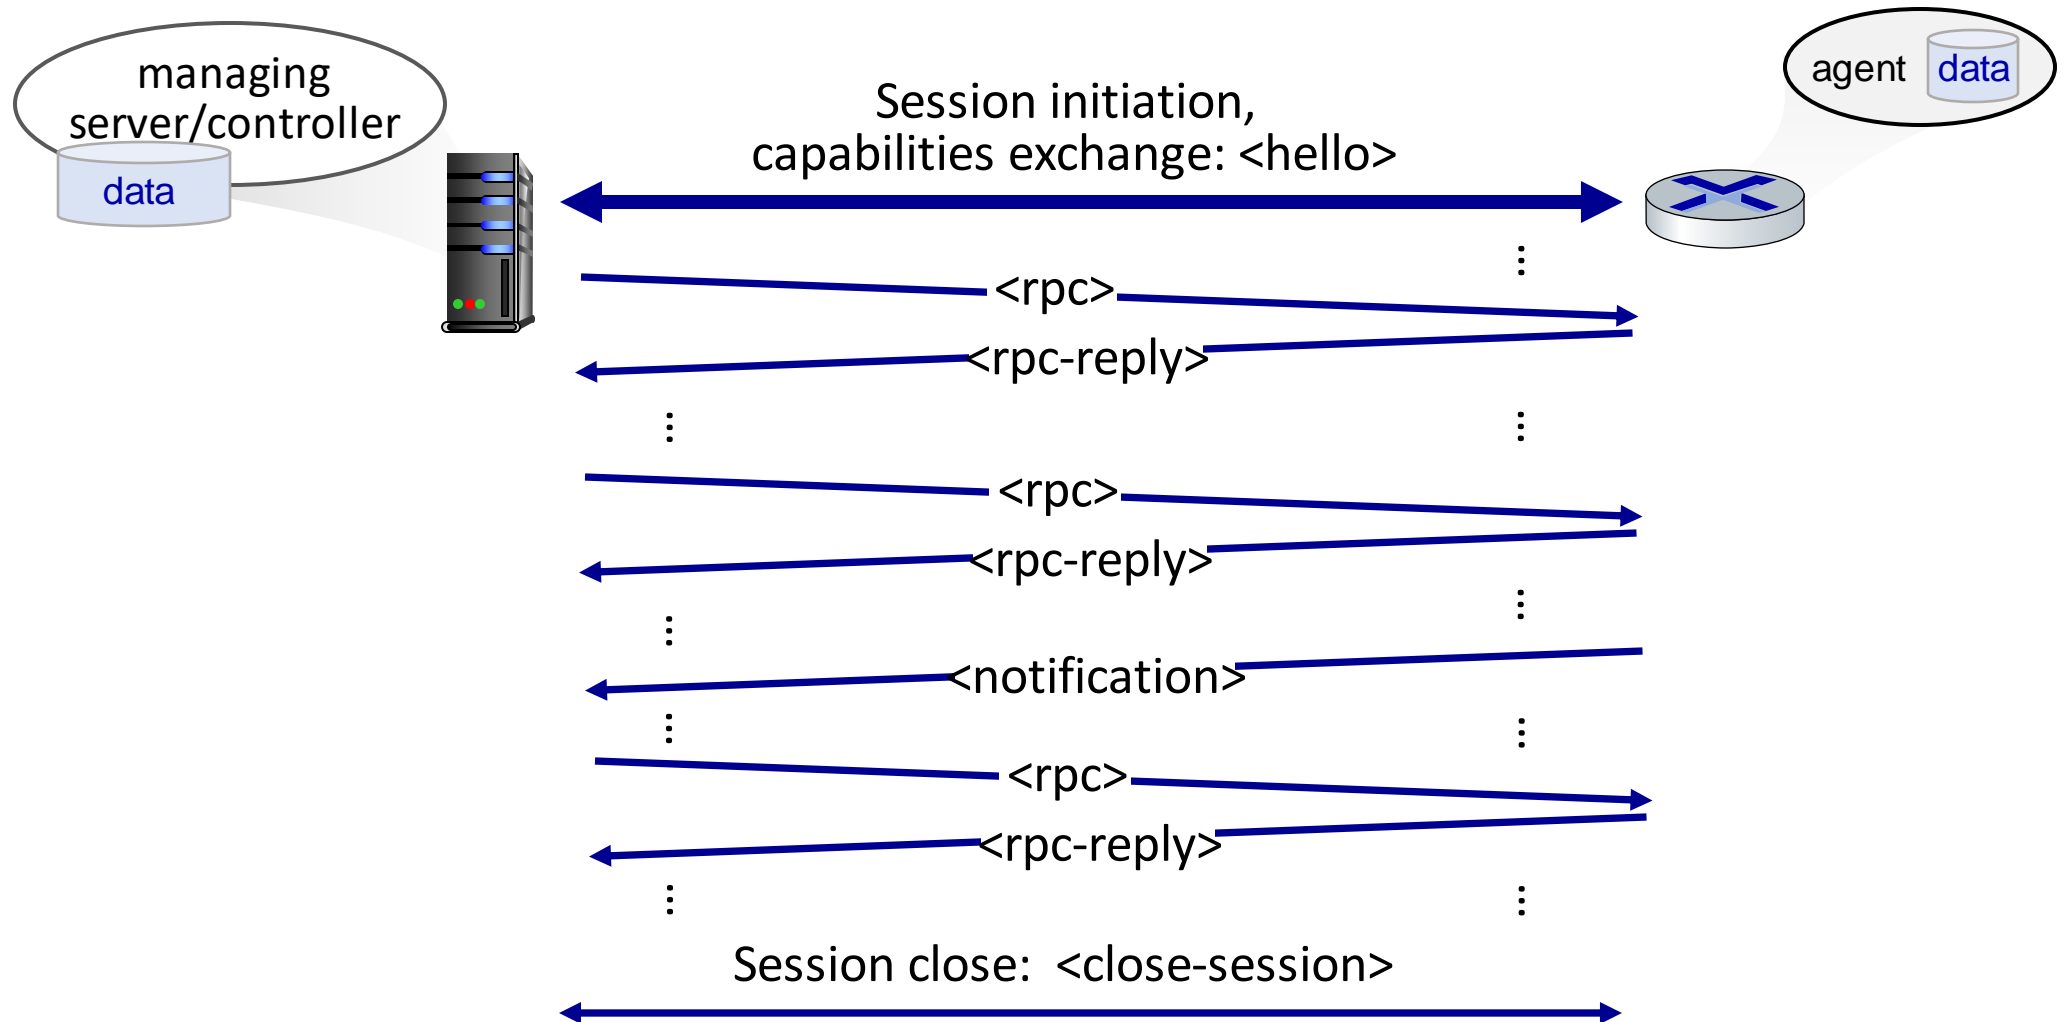 managing
server/controller
data
agent
data
Session initiation,
capabilities exchange: <hello>
<rpc>
<rpc-reply>
<rpc>
<rpc-reply>
<notification>
<rpc>
<rpc-reply>
Session close: <close-session>